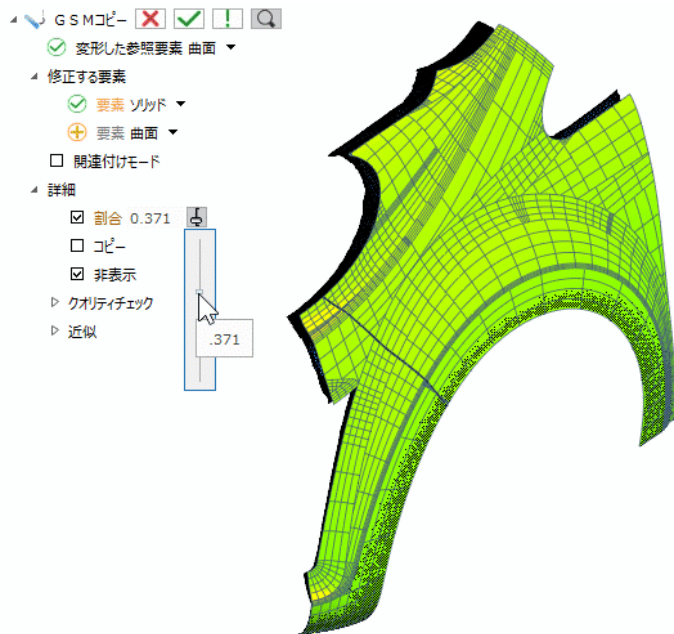 ＧＳＭコピー
変形した参照要素 曲面
修正する要素
要素 ソリッド
要素 曲面
関連付けモード
詳細
割合 0.371
コピー
非表示
.371
クオリティチェック
近似